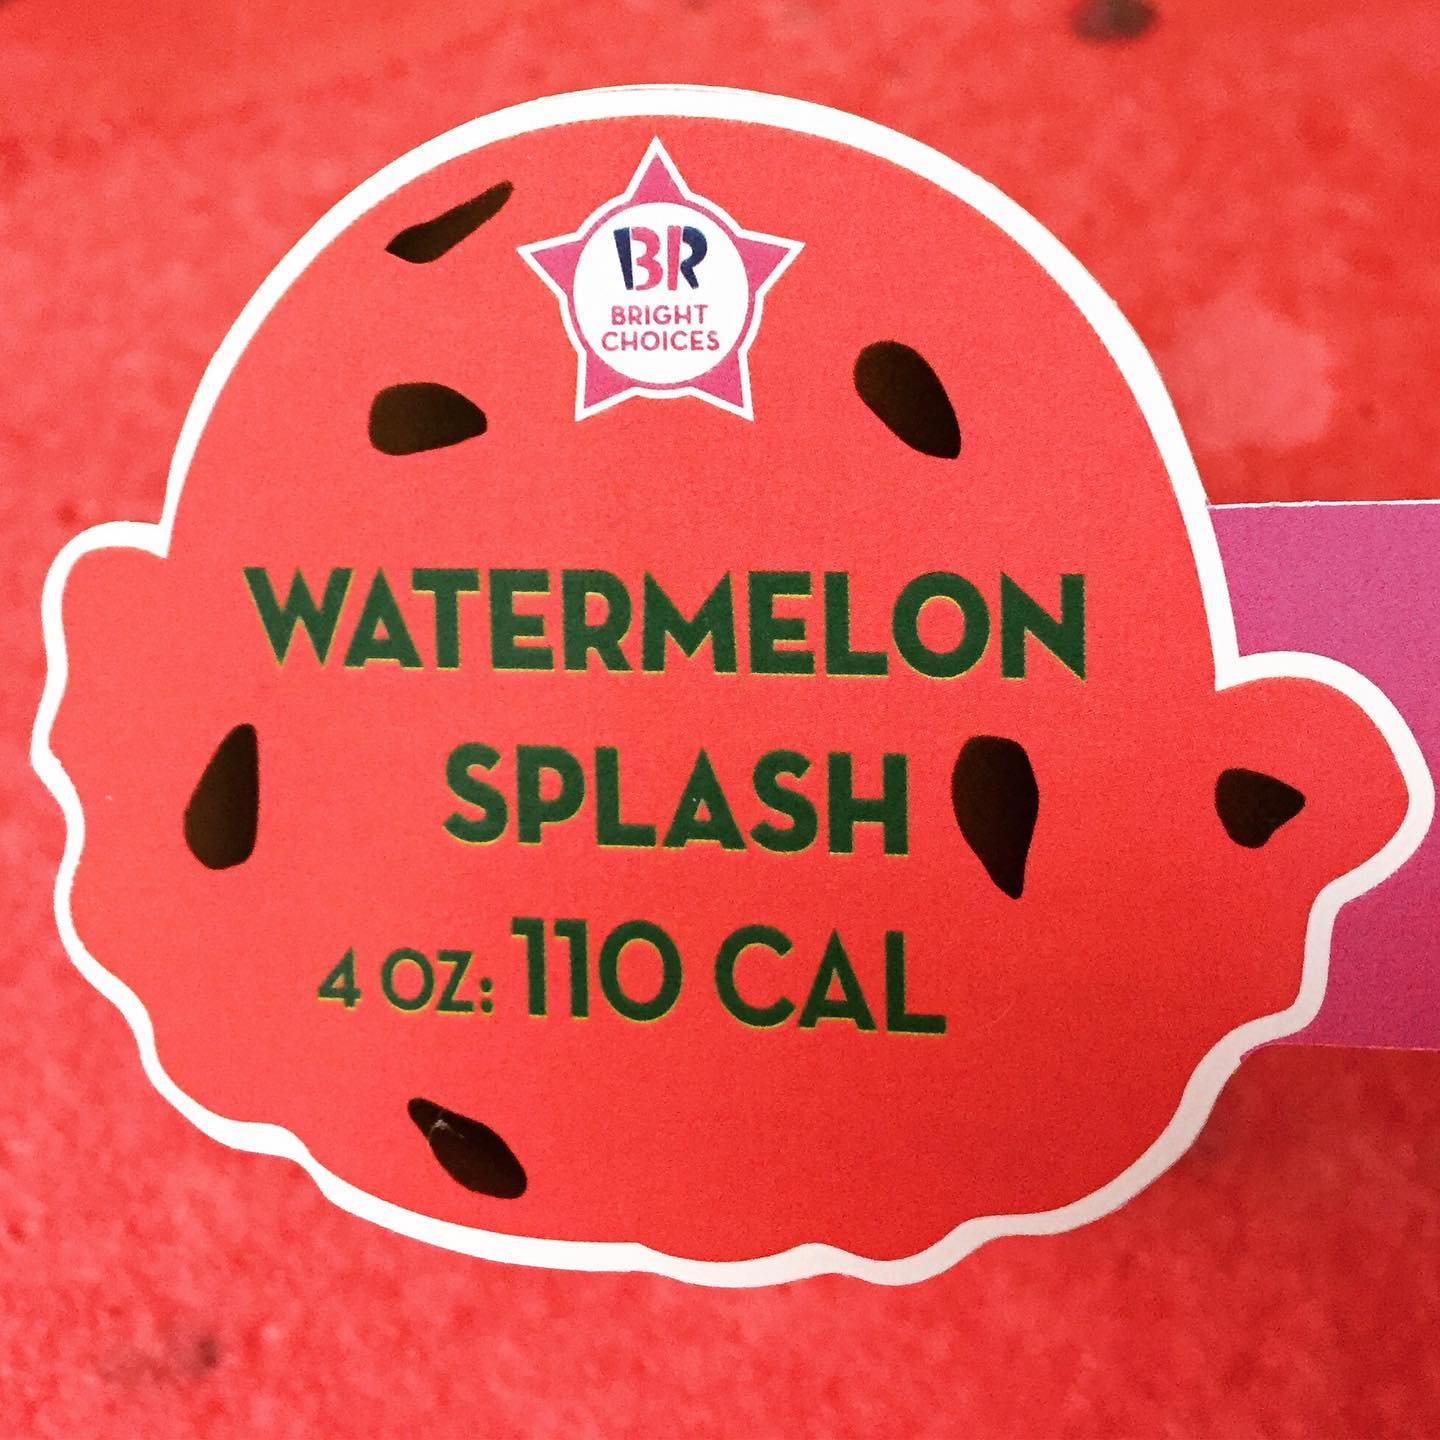 BR
BRIGHT
CHOICES
WATERMELON
SPLASH
4 OZ: 110 CAL